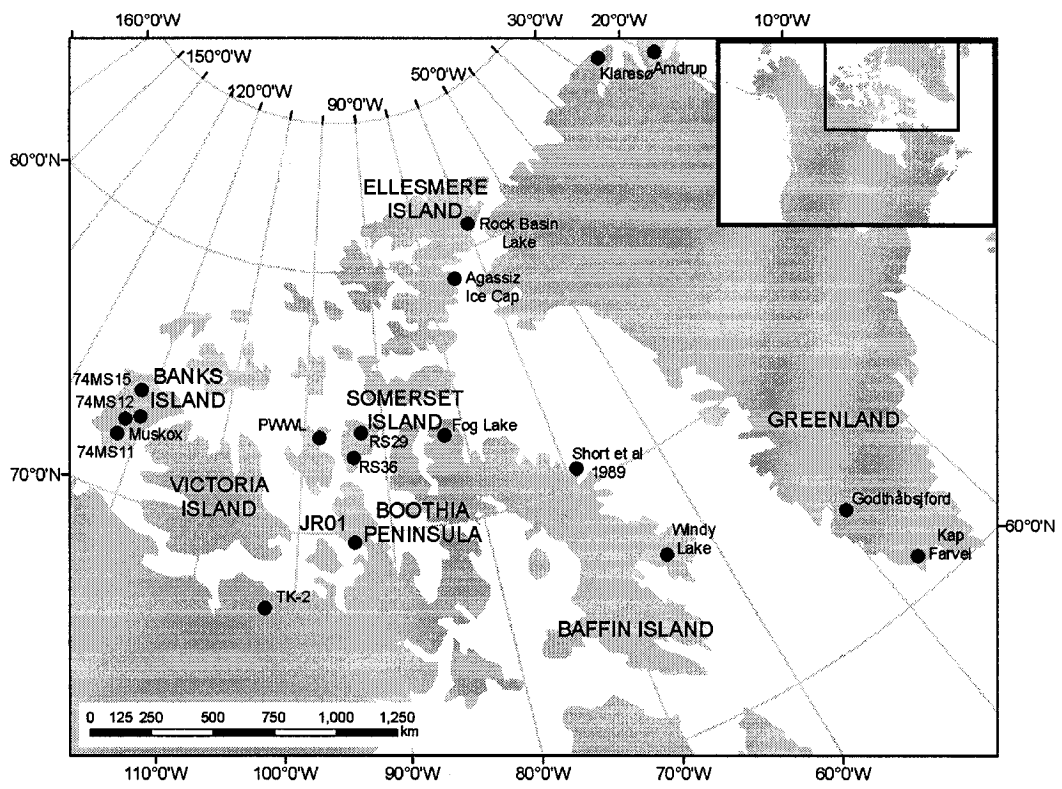 160°0'W
30°0'W
20°0'W
10°0'W
150°0'W
120°0'W
90°0'W
50°0'W
Klaresø
Amdrup
80°0'N
ELLESMERE
ISLAND
Rock Basin
Lake
Agassiz
Ice Cap
74MS15
74MS12
BANKS
ISLAND
Muskox
74MS11
SOMERSET
ISLAND
PWWL
RS29
RS36
Fog Lake
GREENLAND
Short et al
1989
70°0'N
VICTORIA
ISLAND
JR01
BOOTHIA
PENINSULA
Godthåbsjford
60°0'N
Windy
Lake
Kap
Farvel
TK-2
BAFFIN ISLAND
0 125 250 500 750 1,000 1,250
km
110°0'W
100°0'W
90°0'W
80°0'W
70°0'W
60°0'W